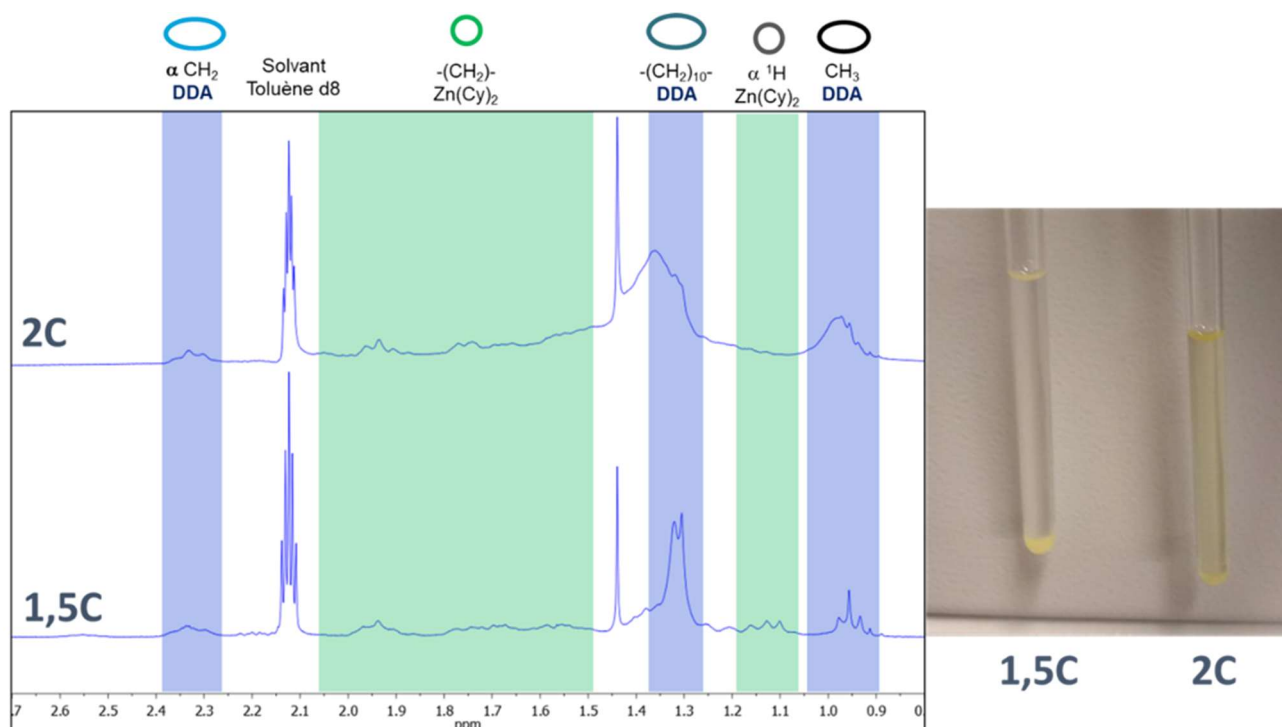 α CH₂
DDA
Solvant
Toluène d8
-(CH₂)-
Zn(Cy)₂
-(CH₂)₁₀-
DDA
α ¹H
Zn(Cy)₂
CH₃
DDA
2C
1,5C
.7 2.6 2.5 2.4 2.3 2.2 2.1 2.0 1.9 1.8 1.7 1.6 1.5 1.4 1.3 1.2 1.1 1.0 0.9 0.
ppm
1,5C 2C